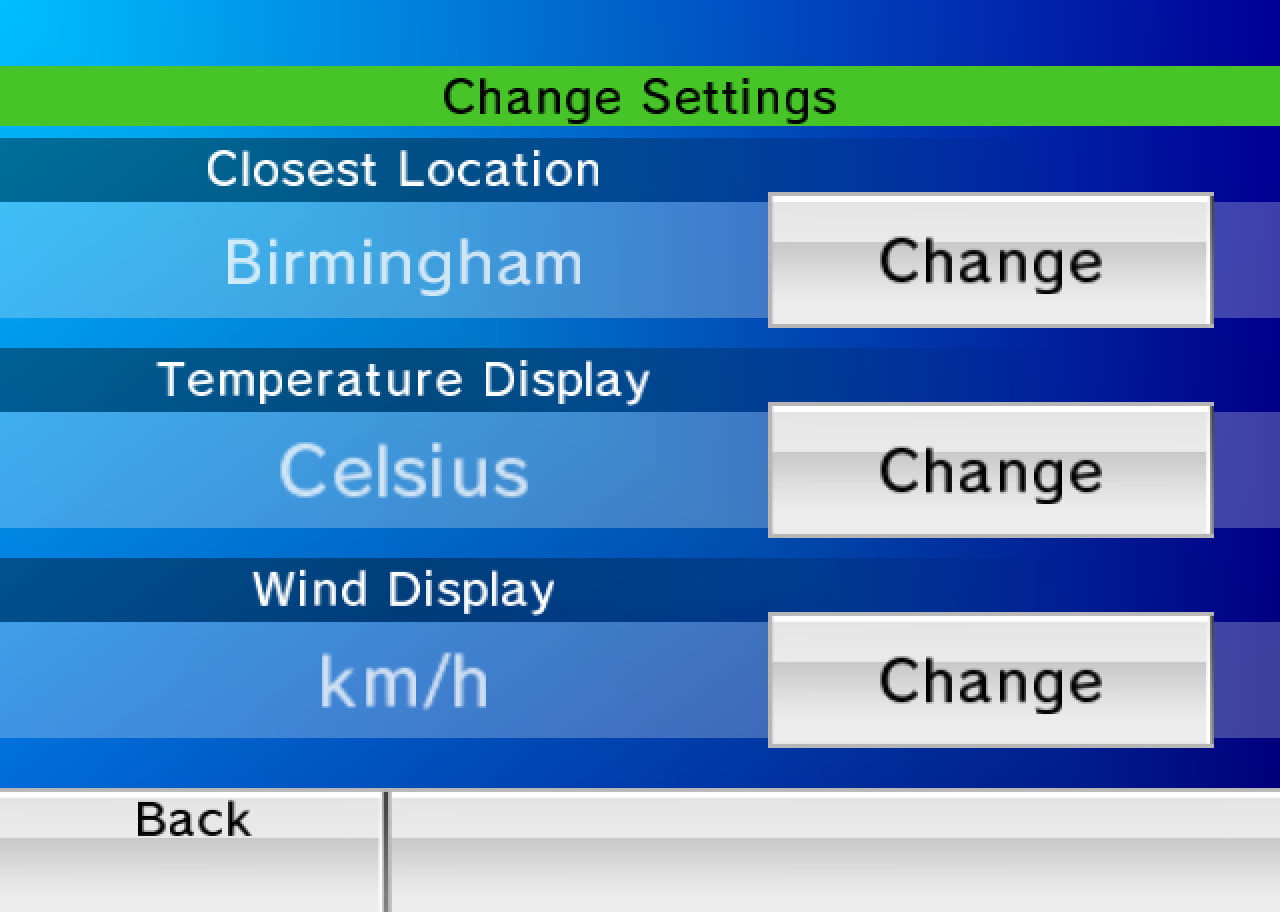 Change Settings
Closest Location
Birmingham
Change
Temperature Display
Celsius
Change
Wind Display
km/h
Change
Back